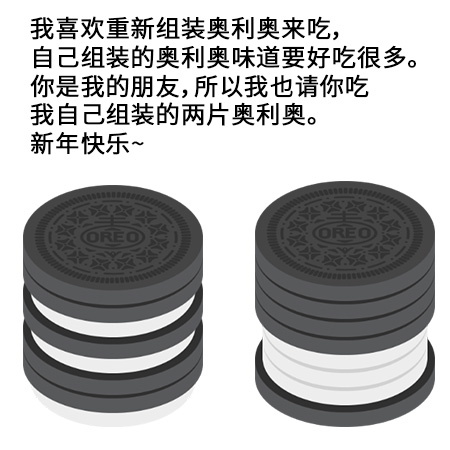 我喜欢重新组装奥利奥来吃，
自己组装的奥利奥味道要好吃很多。
你是我的朋友，所以我也请你吃
我自己组装的两片奥利奥。
新年快乐~
OREO
OREO